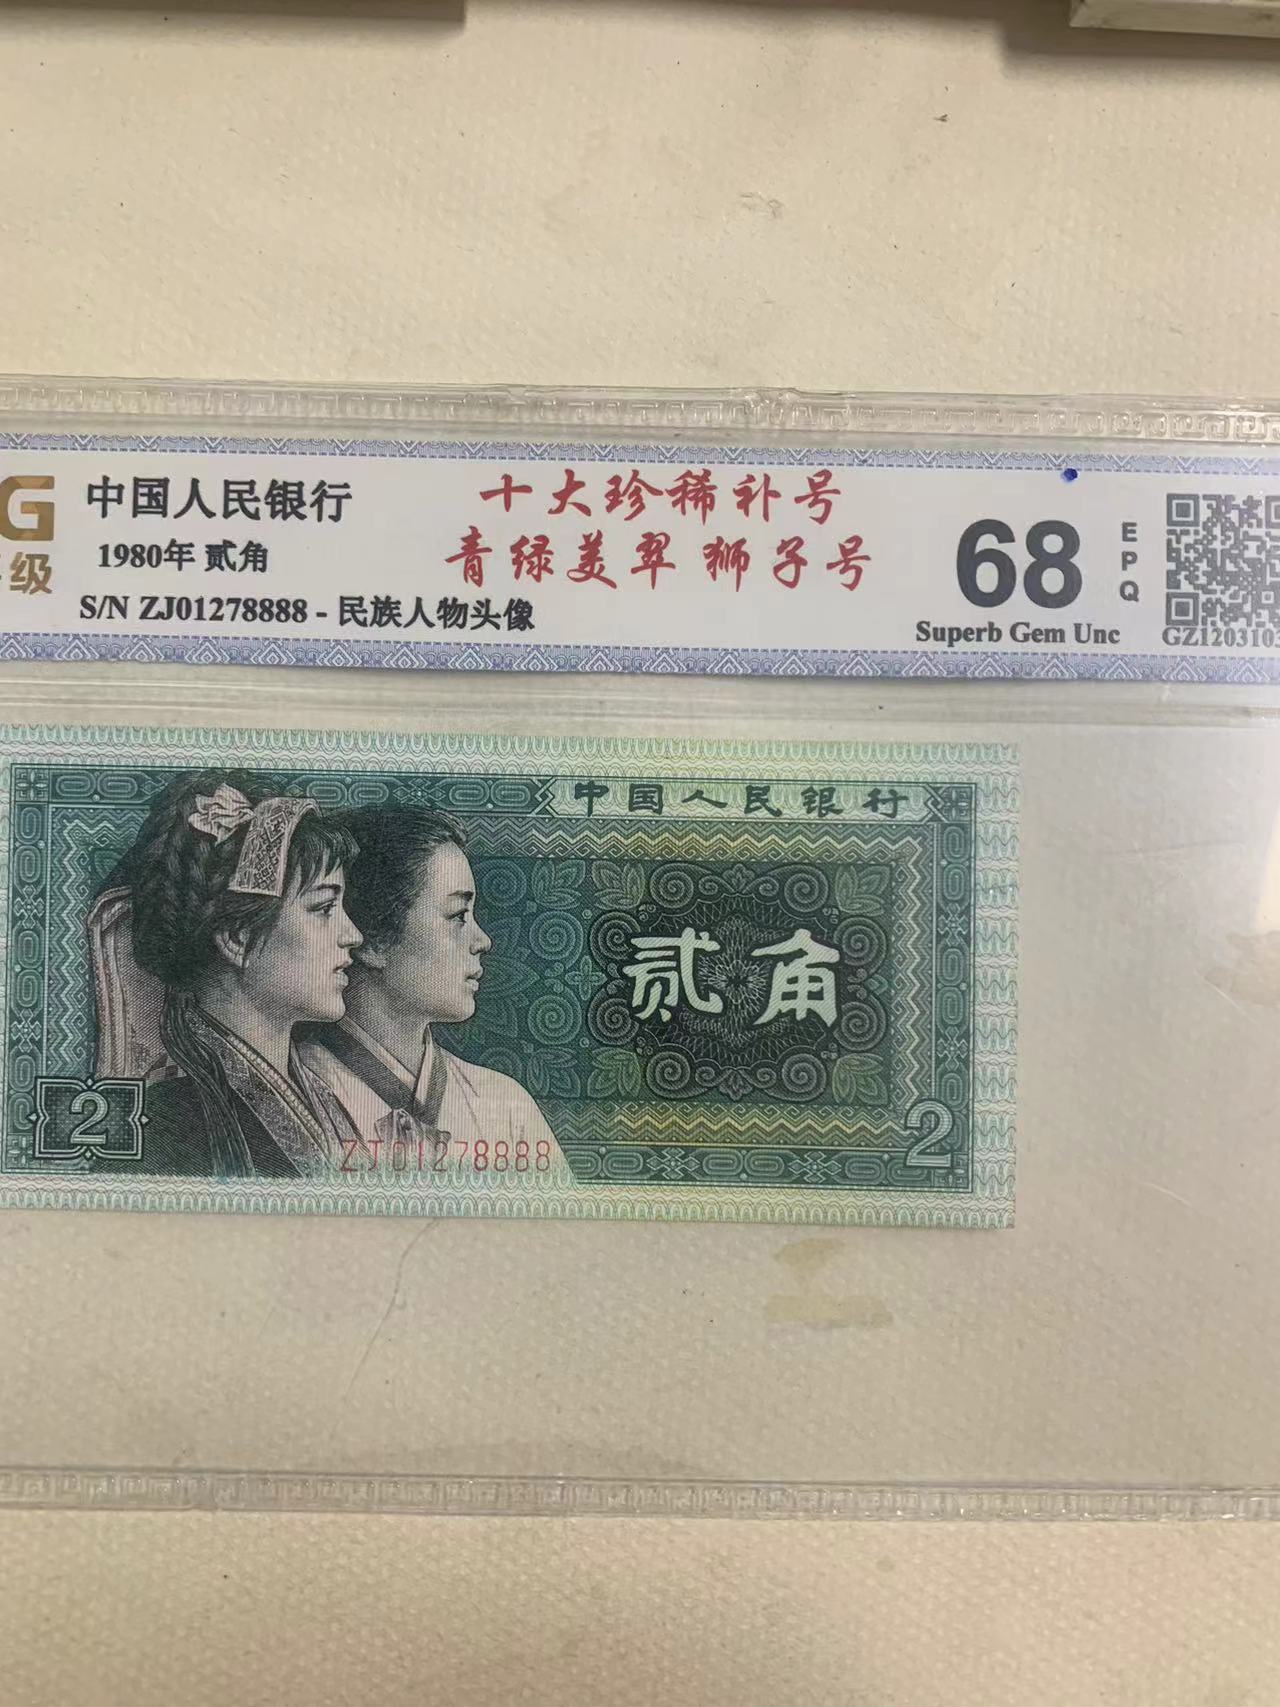 G
级
中国人民银行
1980年 贰角
S/N ZJ01278888 - 民族人物头像
十大珍稀补号
青绿美翠 狮子号
68
EPQ
Superb Gem Unc
GZ1203105
中国人民银行
贰角
2
ZJ01278888
2